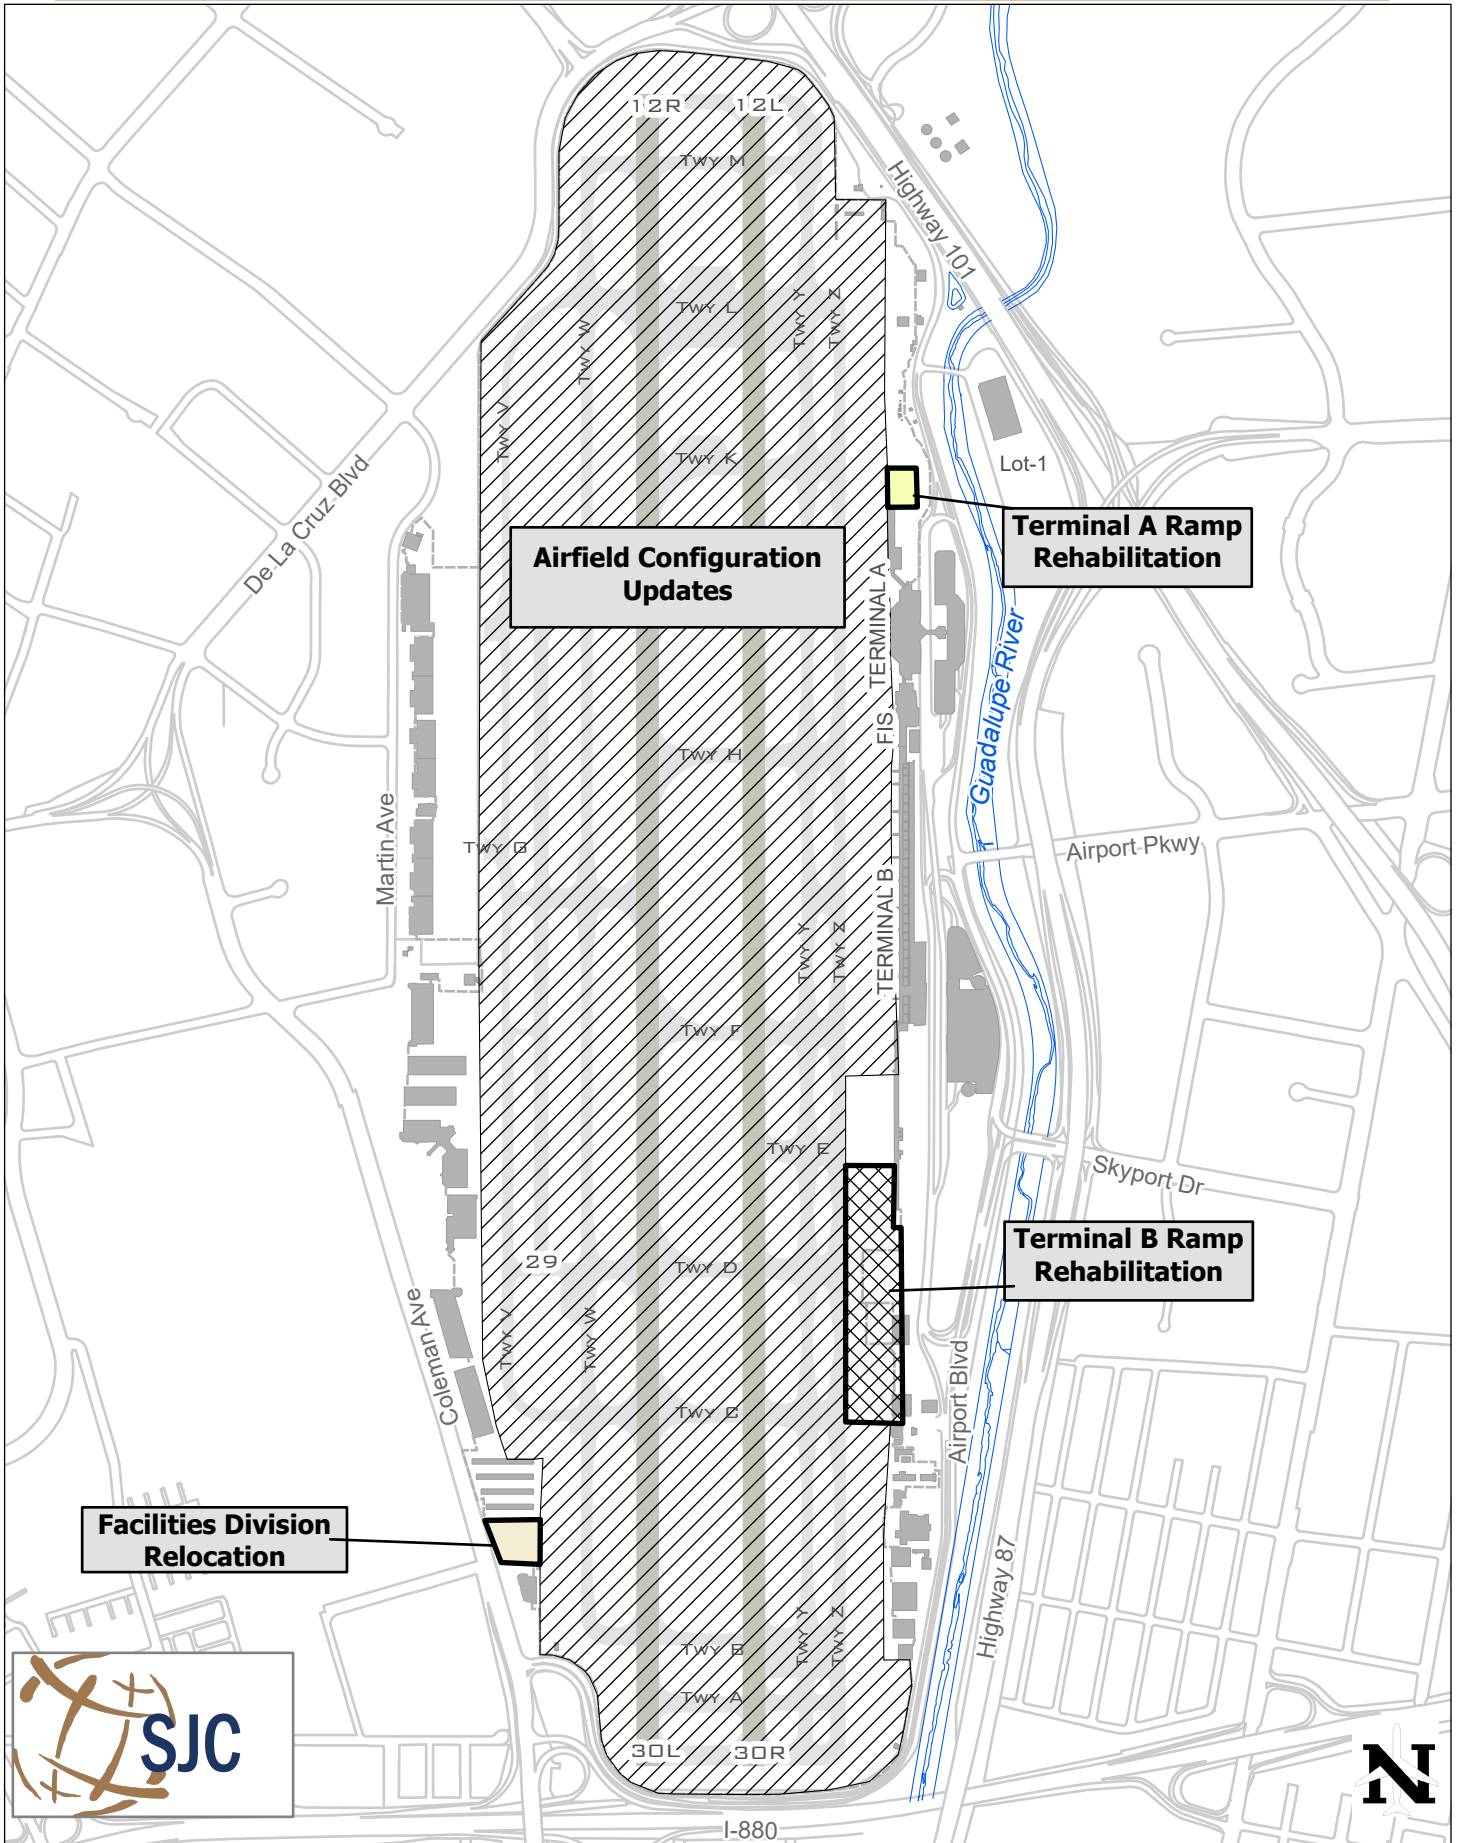 12R
12L
Twy M
Highway 101
Twy L
Twy Y
Twy Z
Twy W
Twy V
Twy K
Lot-1
De La Cruz Blvd
Terminal A Ramp
Rehabilitation
Airfield Configuration
Updates
TERMINAL A
Guadalupe River
FIS
Twy H
Martin Ave
Twy G
Airport Pkwy
TERMINAL B
Twy Y
Twy Z
Twy F
Twy E
Skyport Dr
Terminal B Ramp
Rehabilitation
29
Twy D
Twy V
Twy W
Coleman Ave
Airport Blvd
Twy C
Facilities Division
Relocation
Highway 87
Twy Y
Twy Z
Twy B
Twy A
SJC
30L
30R
N
I-880